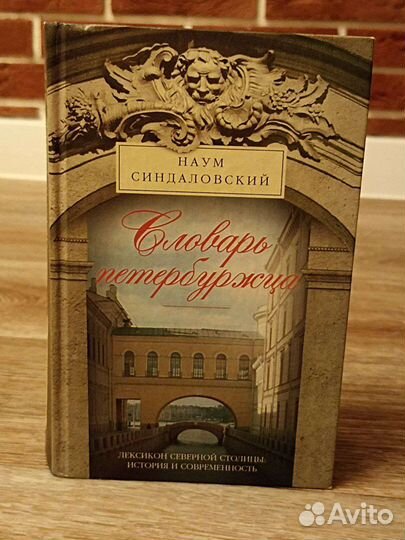 НАУМ
СИНДАЛОВСКИЙ
Словарь
петербуржца
ЛЕКСИКОН СЕВЕРНОЙ СТОЛИЦЫ:
ИСТОРИЯ И СОВРЕМЕННОСТЬ
Avito